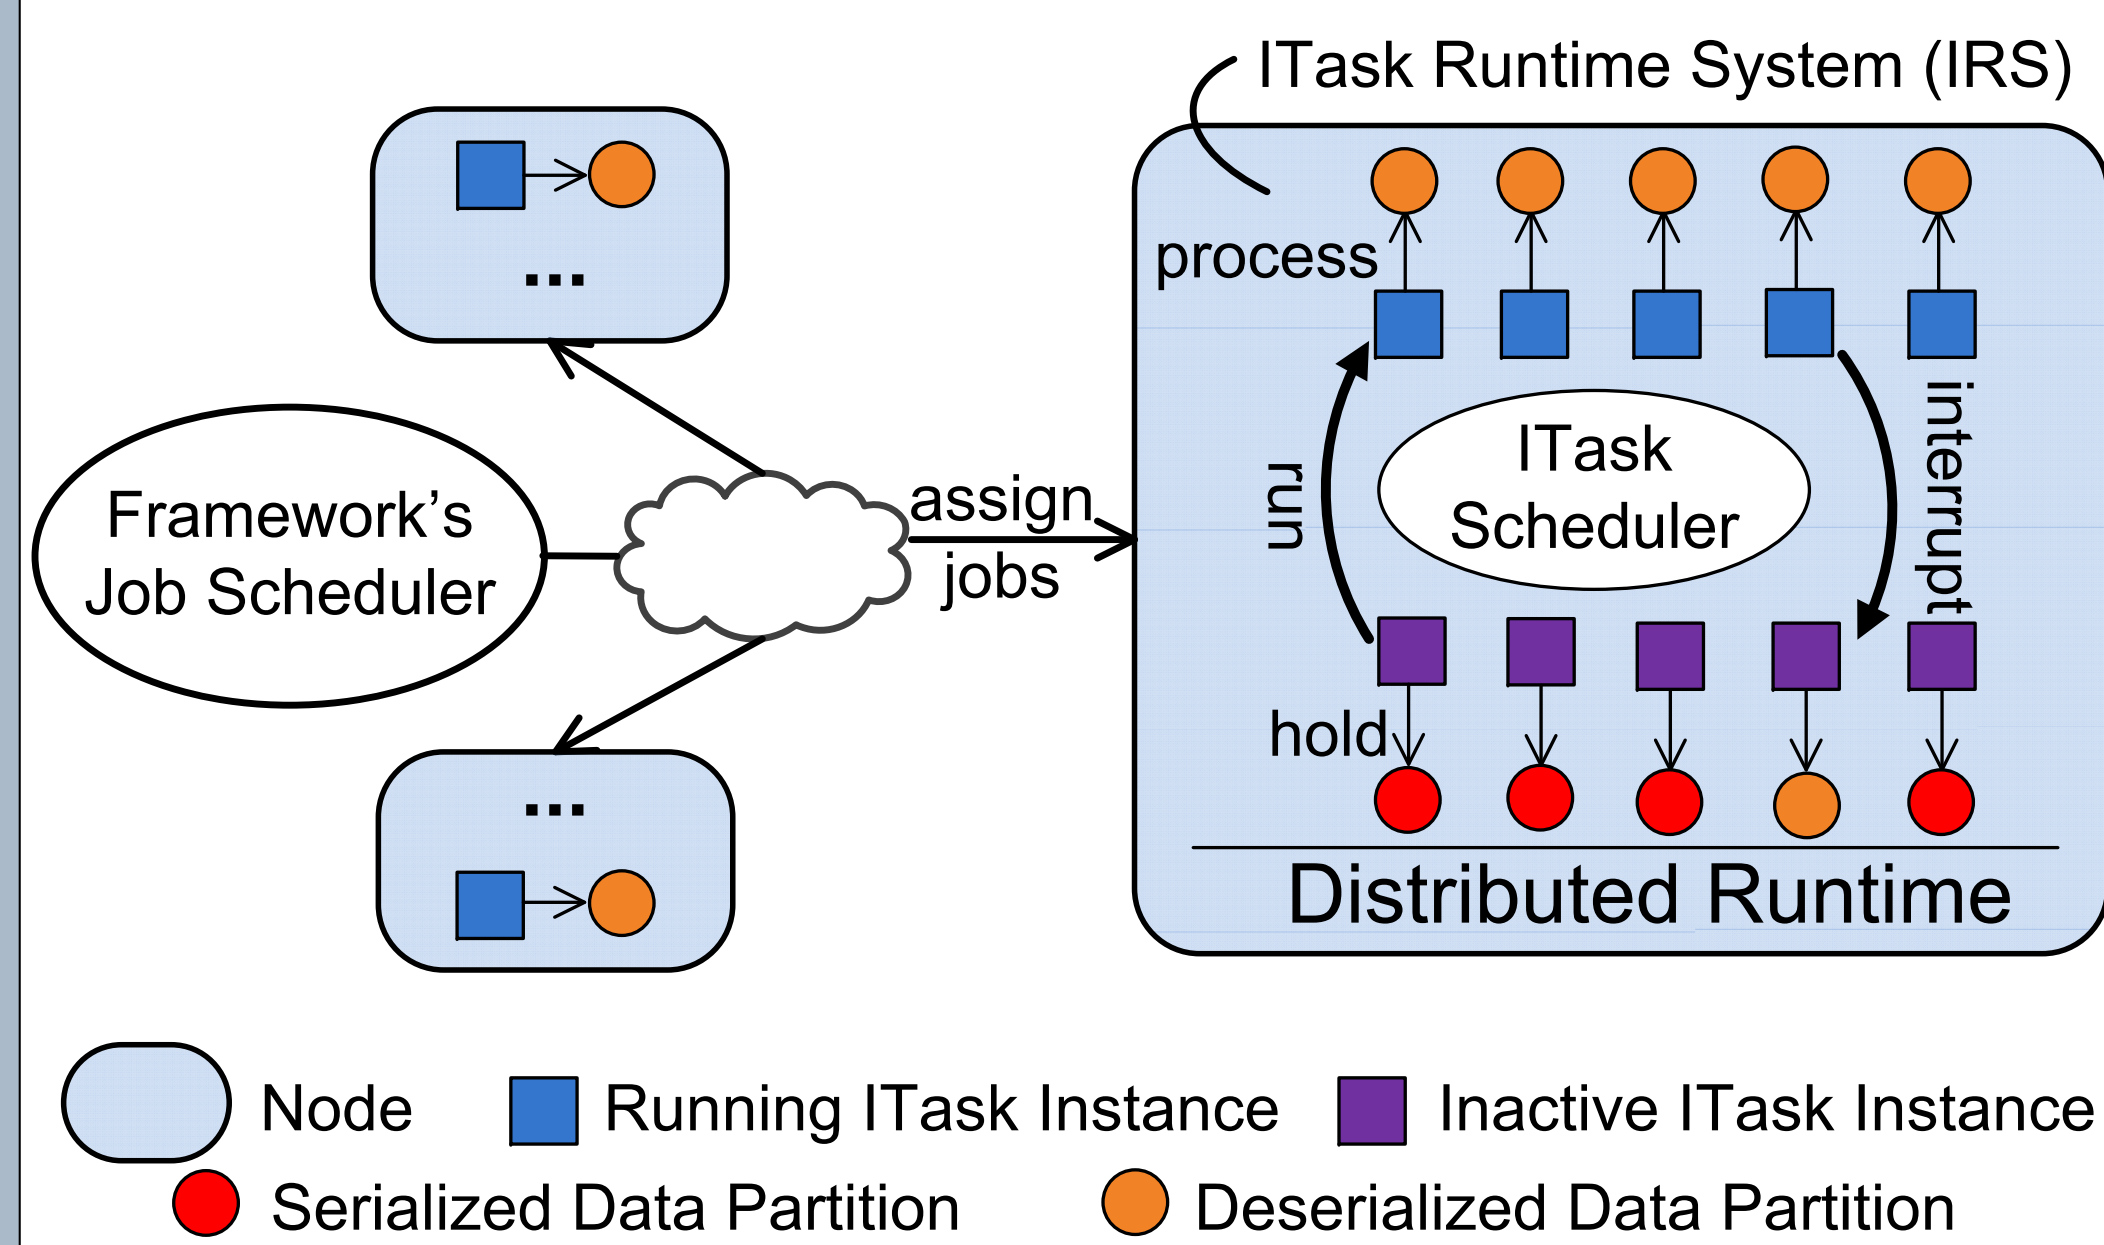 ITask Runtime System (IRS)
...
process
Framework’s
Job Scheduler
assign
jobs
run
ITask
Scheduler
interrupt
hold
...
Distributed Runtime
Node
Running ITask Instance
Inactive ITask Instance
Serialized Data Partition
Deserialized Data Partition